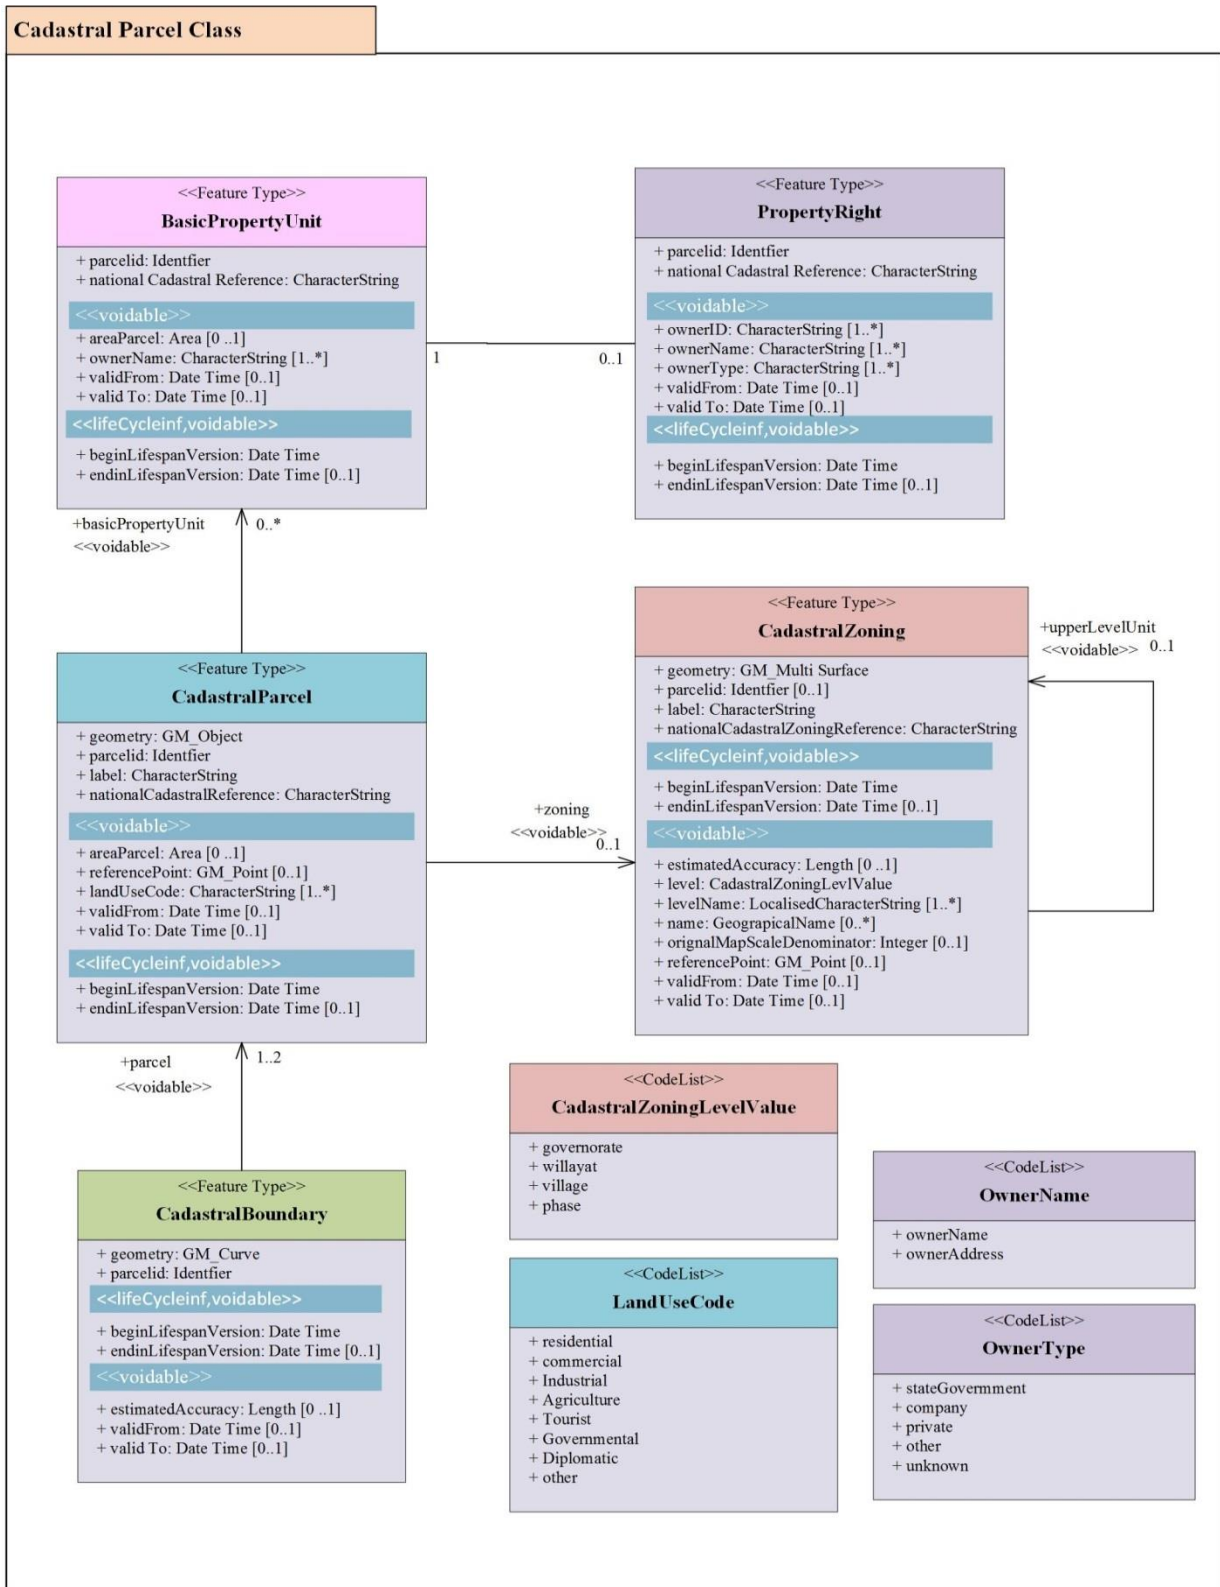 Cadastral Parcel Class
<<Feature Type>>
BasicPropertyUnit
+ parcelid: Identfier
+ national Cadastral Reference: CharacterString
<<voidable>>
+ areaParcel: Area [0 ..1]
+ ownerName: CharacterString [1..*]
+ validFrom: Date Time [0..1]
+ valid To: Date Time [0..1]
<<lifeCycleinf,voidable>>
+ beginLifespanVersion: Date Time
+ endinLifespanVersion: Date Time [0..1]
1
0..1
<<Feature Type>>
PropertyRight
+ parcelid: Identfier
+ national Cadastral Reference: CharacterString
<<voidable>>
+ ownerID: CharacterString [1..*]
+ ownerName: CharacterString [1..*]
+ ownerType: CharacterString [1..*]
+ validFrom: Date Time [0..1]
+ valid To: Date Time [0..1]
<<lifeCycleinf,voidable>>
+ beginLifespanVersion: Date Time
+ endinLifespanVersion: Date Time [0..1]
+basicPropertyUnit
<<voidable>>
0..*
<<Feature Type>>
CadastralParcel
+ geometry: GM_Object
+ parcelid: Identfier
+ label: CharacterString
+ nationalCadastralReference: CharacterString
<<voidable>>
+ areaParcel: Area [0 ..1]
+ referencePoint: GM_Point [0..1]
+ landUseCode: CharacterString [1..*]
+ validFrom: Date Time [0..1]
+ valid To: Date Time [0..1]
<<lifeCycleinf,voidable>>
+ beginLifespanVersion: Date Time
+ endinLifespanVersion: Date Time [0..1]
+zoning
<<voidable>>
0..1
<<Feature Type>>
CadastralZoning
+ geometry: GM_Multi Surface
+ parcelid: Identfier [0..1]
+ label: CharacterString
+ nationalCadastralZoningReference: CharacterString
<<lifeCycleinf,voidable>>
+ beginLifespanVersion: Date Time
+ endinLifespanVersion: Date Time [0..1]
<<voidable>>
+ estimatedAccuracy: Length [0 ..1]
+ level: CadastralZoningLevlValue
+ levelName: LocalisedCharacterString [1..*]
+ name: GeograpicalName [0..*]
+ orignalMapScaleDenominator: Integer [0..1]
+ referencePoint: GM_Point [0..1]
+ validFrom: Date Time [0..1]
+ valid To: Date Time [0..1]
+upperLevelUnit
<<voidable>> 0..1
+parcel
<<voidable>>
1..2
<<Feature Type>>
CadastralBoundary
+ geometry: GM_Curve
+ parcelid: Identfier
<<lifeCycleinf,voidable>>
+ beginLifespanVersion: Date Time
+ endinLifespanVersion: Date Time [0..1]
<<voidable>>
+ estimatedAccuracy: Length [0 ..1]
+ validFrom: Date Time [0..1]
+ valid To: Date Time [0..1]
<<CodeList>>
CadastralZoningLevelValue
+ governorate
+ willayat
+ village
+ phase
<<CodeList>>
LandUseCode
+ residential
+ commercial
+ Industrial
+ Agriculture
+ Tourist
+ Governmental
+ Diplomatic
+ other
<<CodeList>>
OwnerName
+ ownerName
+ ownerAddress
<<CodeList>>
OwnerType
+ stateGovernment
+ company
+ private
+ other
+ unknown